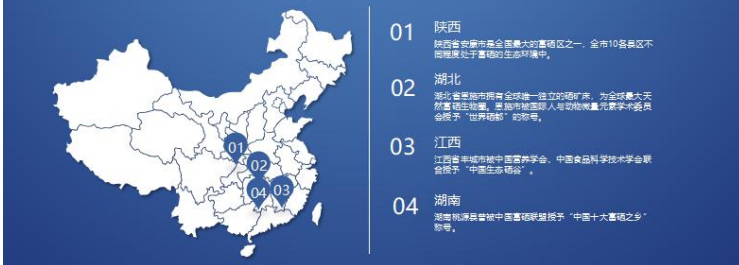 01
02
04 03
01 陕西
陕西省安康市是全国最大的富硒区之一，全市10各县区不
同程度处于富硒的生态环境中。
02 湖北
湖北省恩施市拥有全球唯一独立的硒矿床，为全球最大天
然富硒生物圈。恩施市被国际人与动物微量元素学术委员
会授予“世界硒都”的称号。
03 江西
江西省丰城市被中国营养学会、中国食品科学技术学会联
合授予“中国生态硒谷”。
04 湖南
湖南桃源县曾被中国富硒联盟授予“中国十大富硒之乡”
称号。